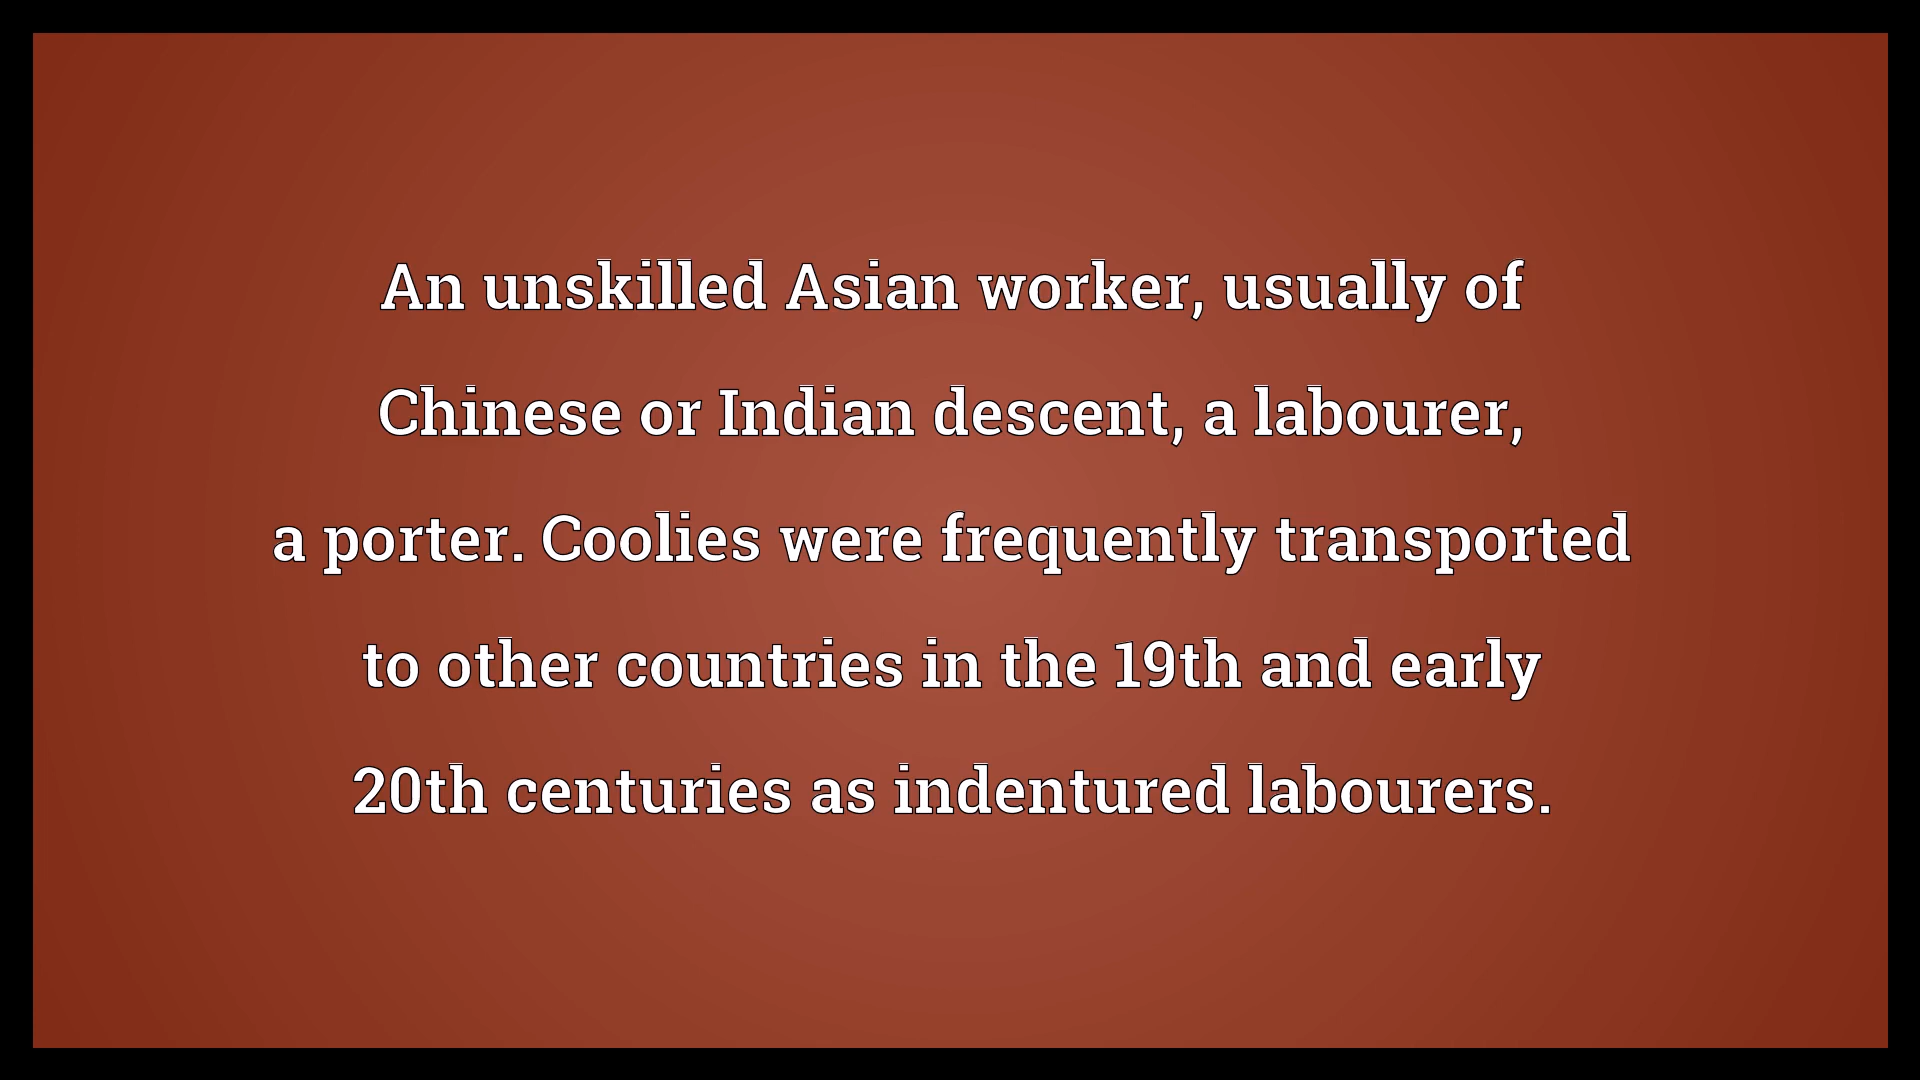 An unskilled Asian worker, usually of
Chinese or Indian descent, a labourer,
a porter. Coolies were frequently transported
to other countries in the 19th and early
20th centuries as indentured labourers.